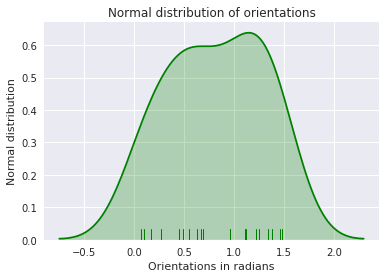 Normal distribution of orientations
Normal distribution
0.6
0.5
0.4
0.3
0.2
0.1
0.0
−0.5 0.0 0.5 1.0 1.5 2.0
Orientations in radians